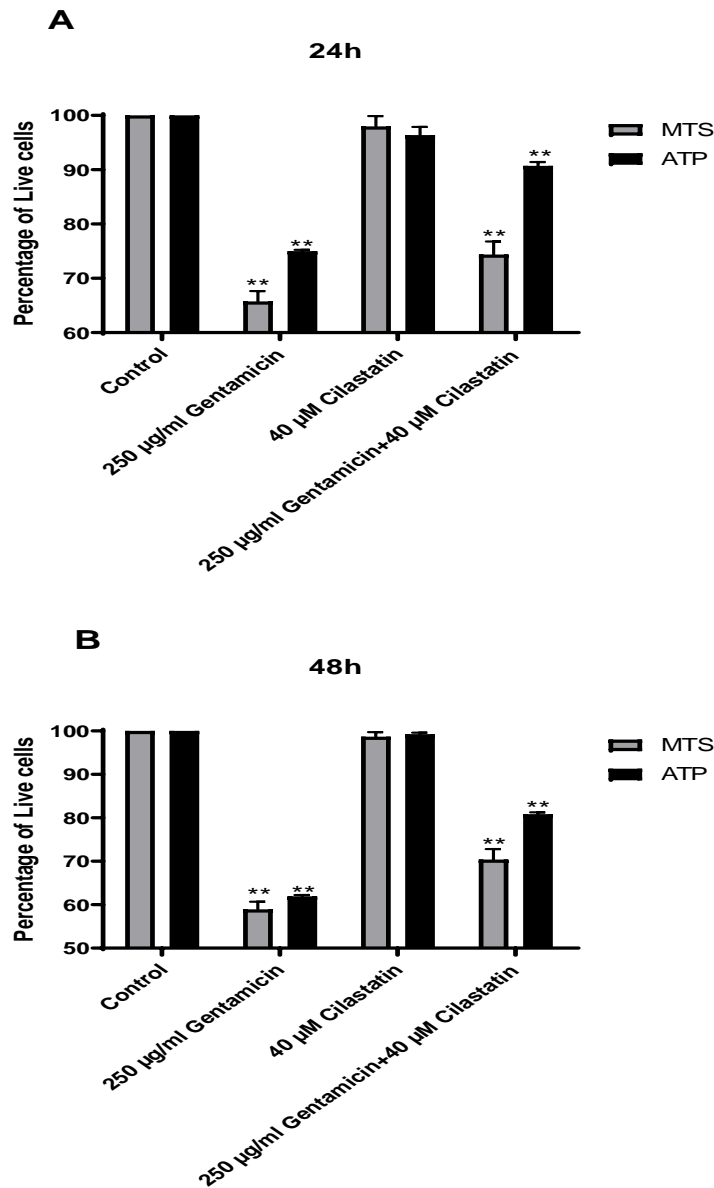 A
24h
Percentage of Live cells
100
90
80
70
60
**
**
**
**
MTS
ATP
Control
250 µg/ml Gentamicin
40 µM Cilastatin
250 µg/ml Gentamicin+40 µM Cilastatin
B
48h
Percentage of Live cells
100
90
80
70
60
50
**
**
**
**
MTS
ATP
Control
250 µg/ml Gentamicin
40 µM Cilastatin
250 µg/ml Gentamicin+40 µM Cilastatin